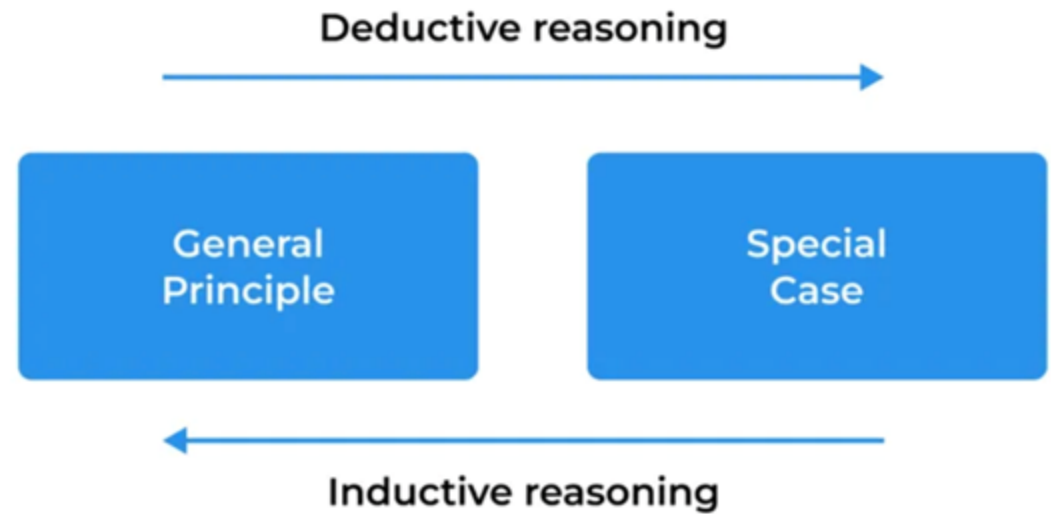 Deductive reasoning
General
Principle
Special
Case
Inductive reasoning